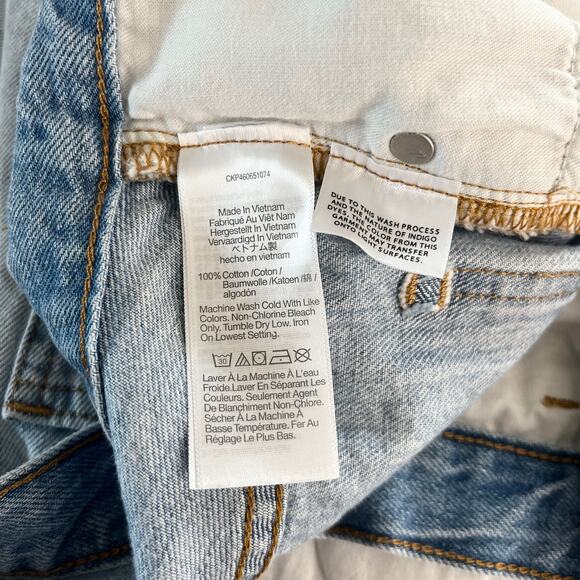 CKP460651074
Made In Vietnam
Fabriqué Au Việt Nam
Hergestellt In Vietnam
Vervaardigd In Vietnam
ベトナム製
hecho en vietnam
100% Cotton /Coton /
Baumwolle /Katoen /綿 /
algodón
Machine Wash Cold With Like
Colors. Non-Chlorine Bleach
Only. Tumble Dry Low. Iron
On Lowest Setting.
Laver À La Machine À L'eau
Froide.Laver En Séparant Les
Couleurs. Seulement Agent
De Blanchiment Non-Chlore.
Sécher À La Machine À
Basse Température. Fer Au
Réglage Le Plus Bas.
DUE TO THIS WASH PROCESS
AND THE NATURE OF INDIGO
DYES, THE COLOR FROM THIS
GARMENT MAY TRANSFER
ONTO LIGHT SURFACES.